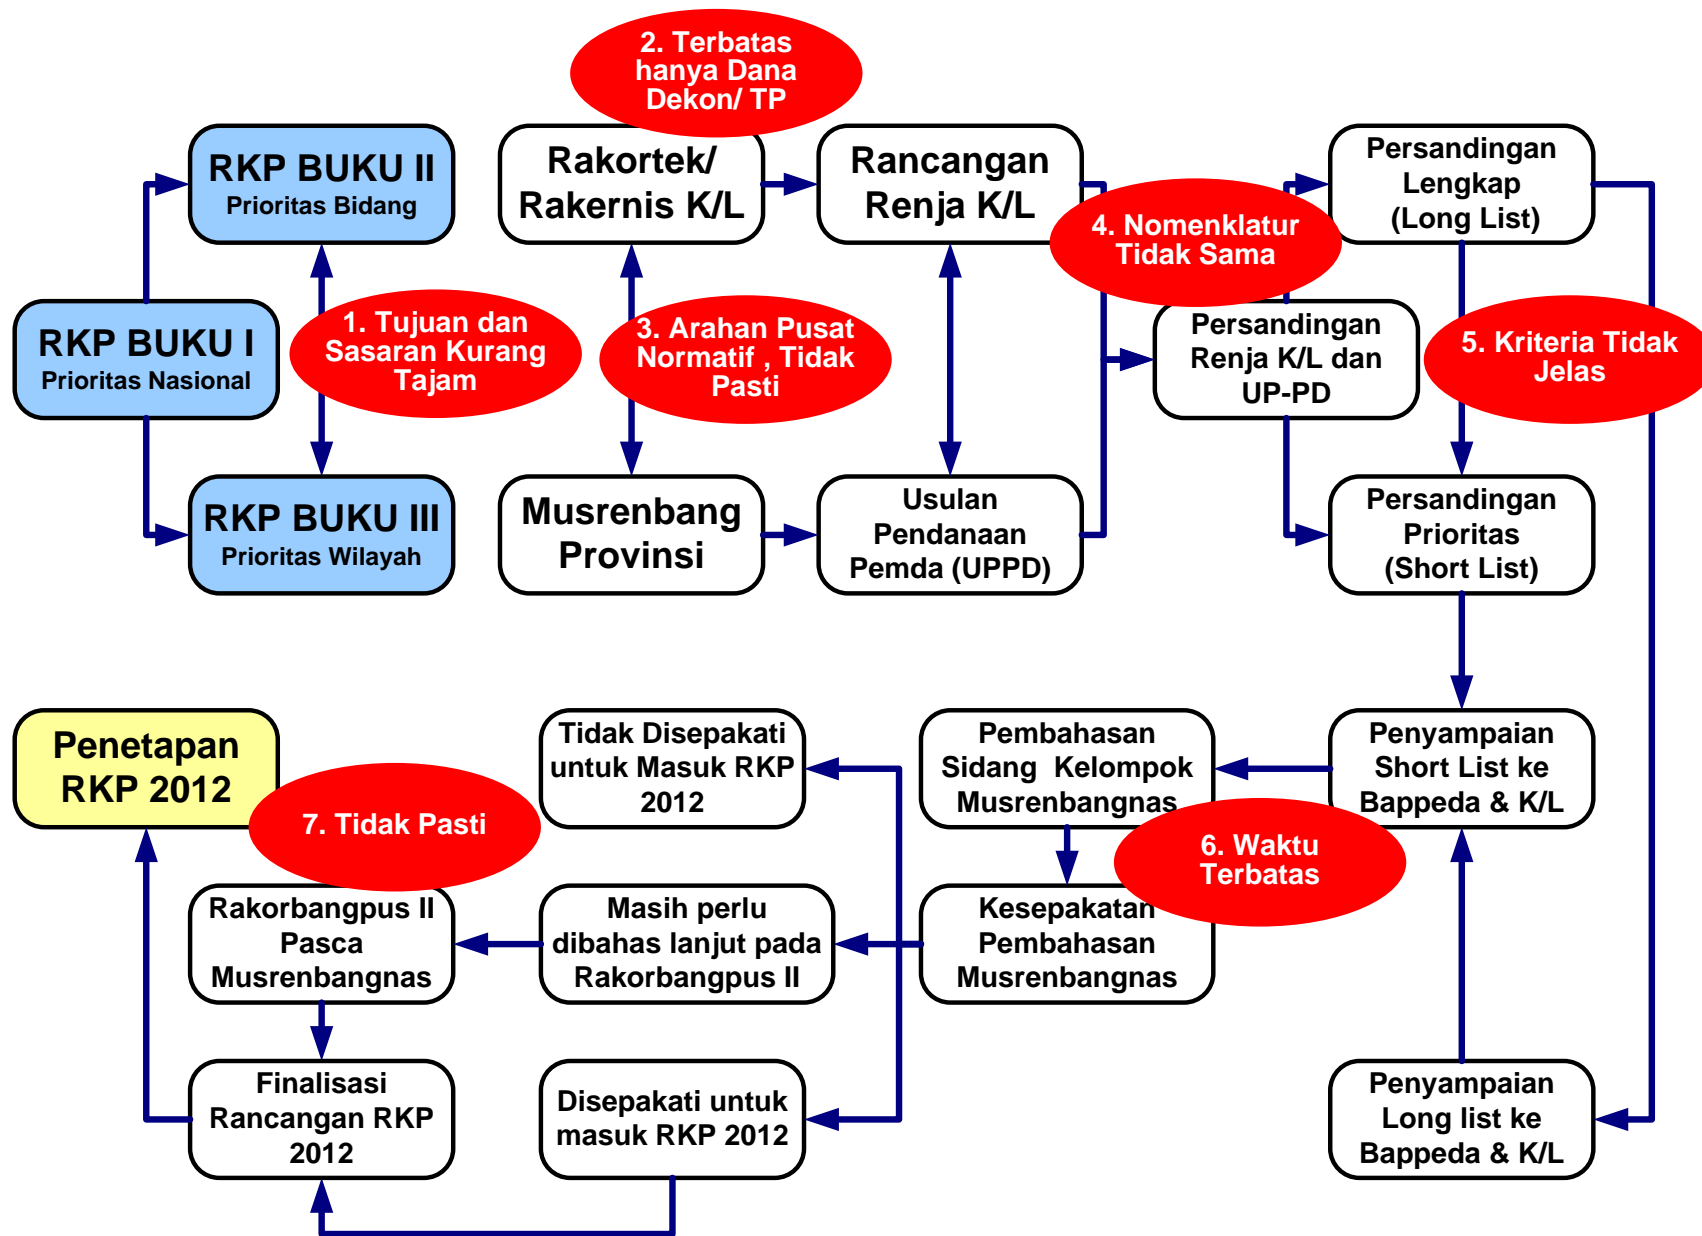 2. Terbatas
hanya Dana
Dekon/ TP
RKP BUKU II
Prioritas Bidang
Rakortek/
Rakernis K/L
Rancangan
Renja K/L
Persandingan
Lengkap
(Long List)
4. Nomenklatur
Tidak Sama
RKP BUKU I
Prioritas Nasional
1. Tujuan dan
Sasaran Kurang
Tajam
3. Arahan Pusat
Normatif , Tidak
Pasti
Persandingan
Renja K/L dan
UP-PD
5. Kriteria Tidak
Jelas
RKP BUKU III
Prioritas Wilayah
Musrenbang
Provinsi
Usulan
Pendanaan
Pemda (UPPD)
Persandingan
Prioritas
(Short List)
Penetapan
RKP 2012
7. Tidak Pasti
Tidak Disepakati
untuk Masuk RKP
2012
Pembahasan
Sidang  Kelompok
Musrenbangnas
Penyampaian
Short List ke
Bappeda & K/L
6. Waktu
Terbatas
Rakorbangpus II
Pasca
Musrenbangnas
Masih perlu
dibahas lanjut pada
Rakorbangpus II
Kesepakatan
Pembahasan
Musrenbangnas
Finalisasi
Rancangan RKP
2012
Disepakati untuk
masuk RKP 2012
Penyampaian
Long list ke
Bappeda & K/L